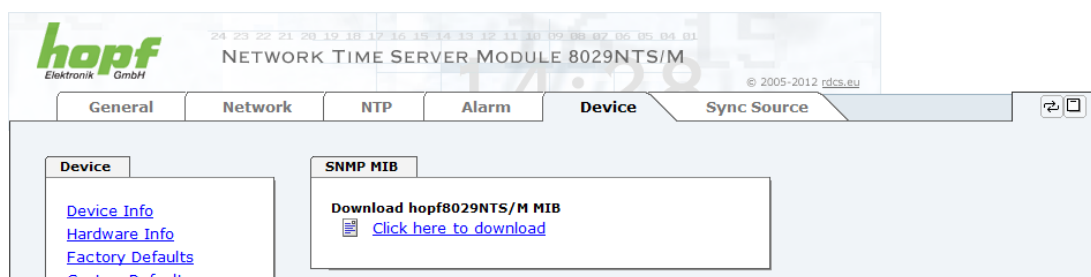 hopf
Elektronik GmbH
24 23 22 21 20 19 18 17 16 15 14 13 12 11 10 09 08 07 06 05 04 01
NETWORK TIME SERVER MODULE 8029NTS/M
© 2005-2012 rdcs.eu
General Network NTP Alarm Device Sync Source
Device
Device Info
Hardware Info
Factory Defaults
SNMP MIB
Download hopf8029NTS/M MIB
Click here to download